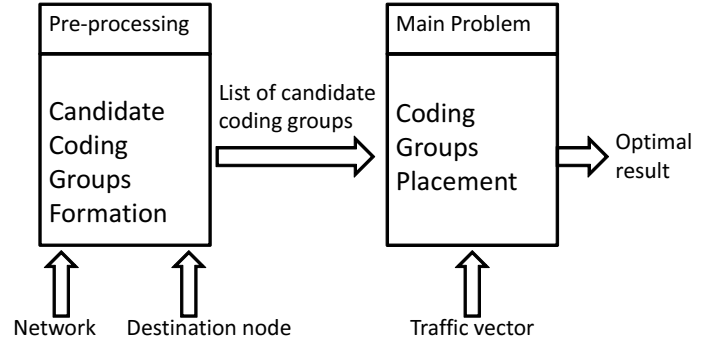 Pre-processing
Candidate
Coding
Groups
Formation
List of candidate
coding groups
Main Problem
Coding
Groups
Placement
Optimal
result
Network
Destination node
Traffic vector